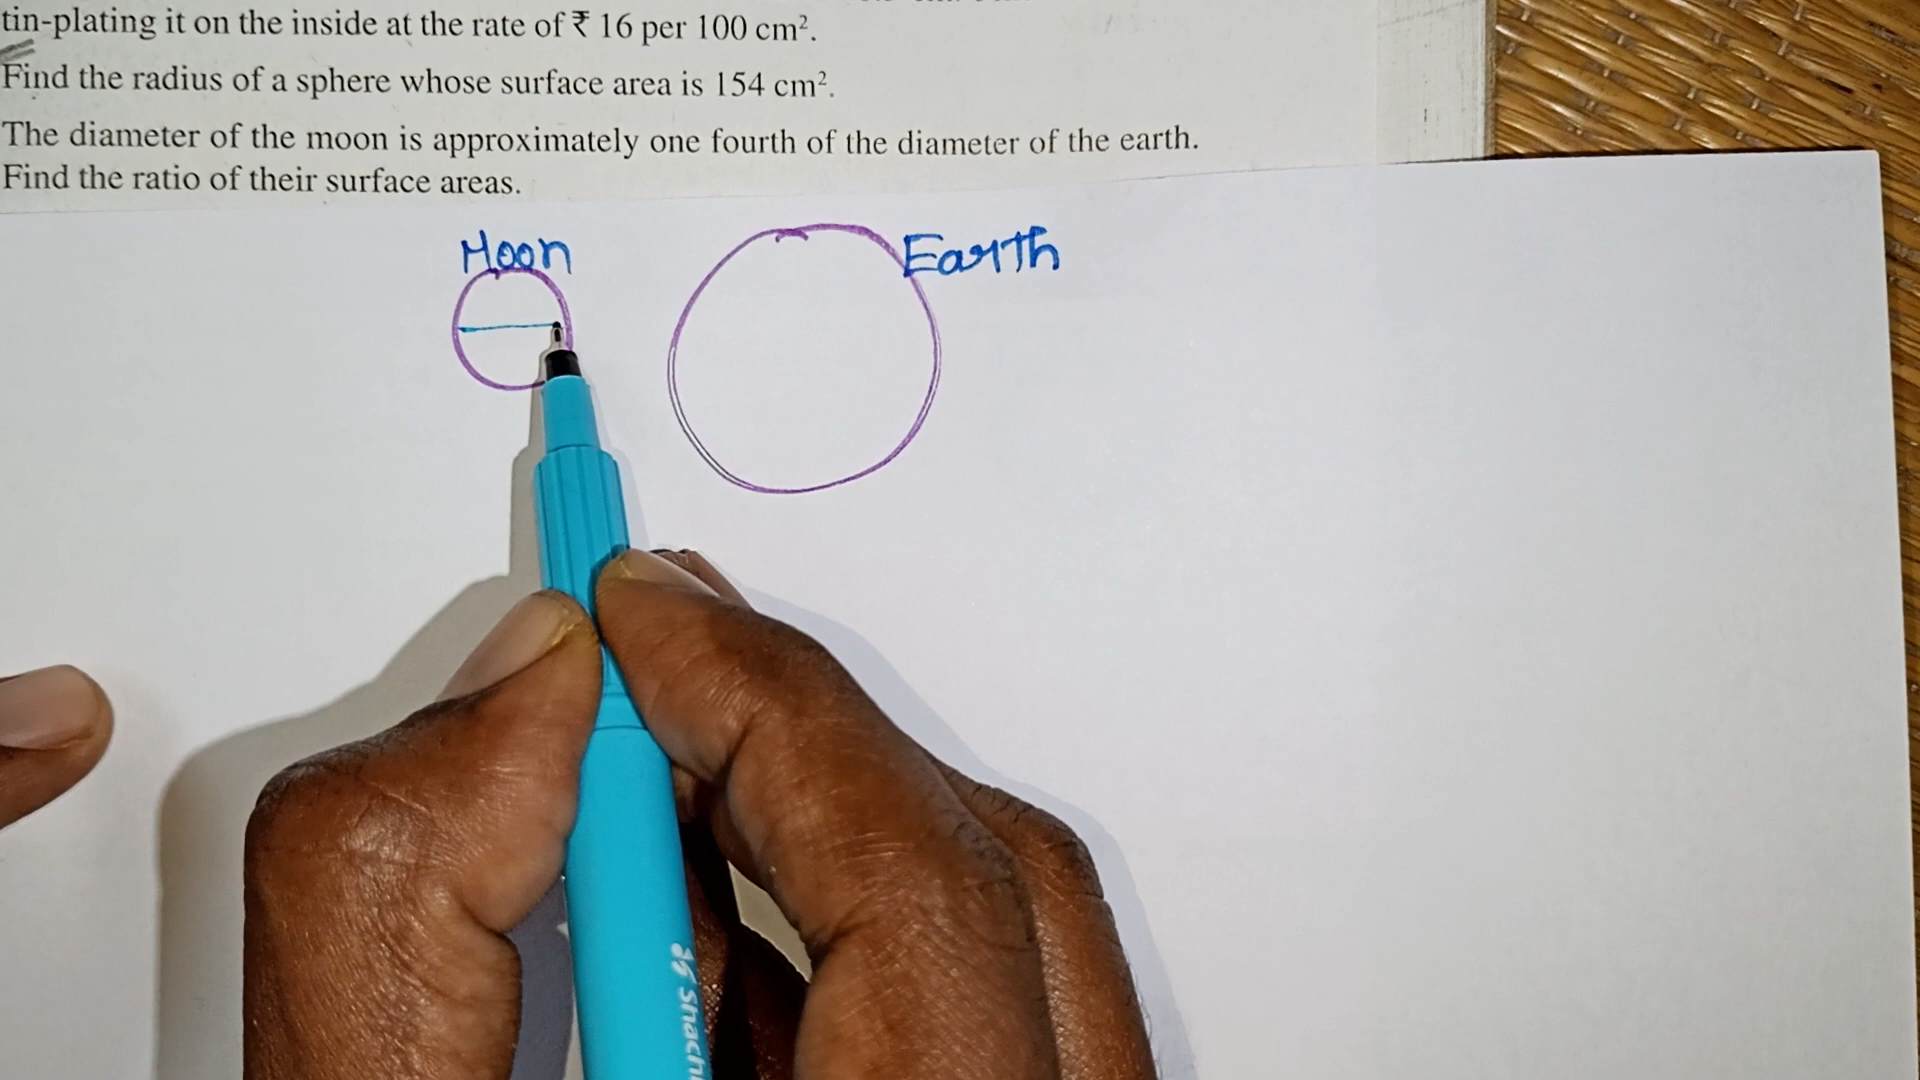 tin-plating it on the inside at the rate of ₹ 16 per 100 cm².
Find the radius of a sphere whose surface area is 154 cm².
The diameter of the moon is approximately one fourth of the diameter of the earth.
Find the ratio of their surface areas.
Moon
Earth